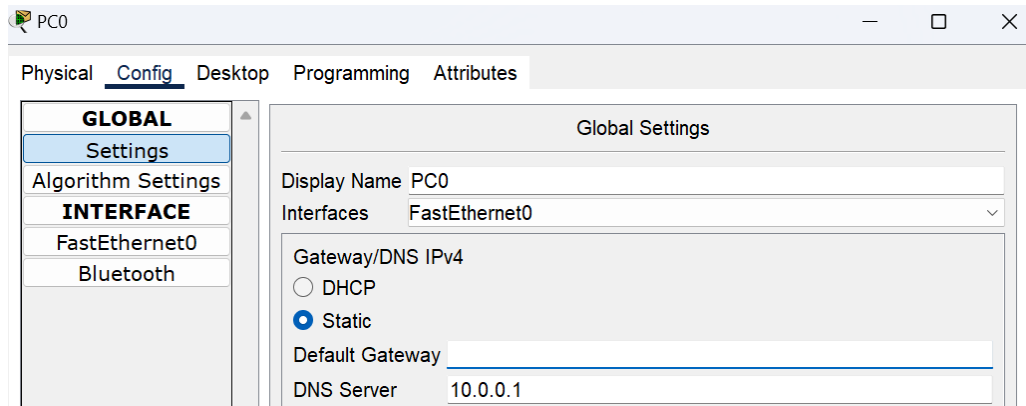 PC0
Physical Config Desktop Programming Attributes
GLOBAL
Settings
Algorithm Settings
INTERFACE
FastEthernet0
Bluetooth
Global Settings
Display Name PC0
Interfaces FastEthernet0
Gateway/DNS IPv4
DHCP
Static
Default Gateway
DNS Server 10.0.0.1